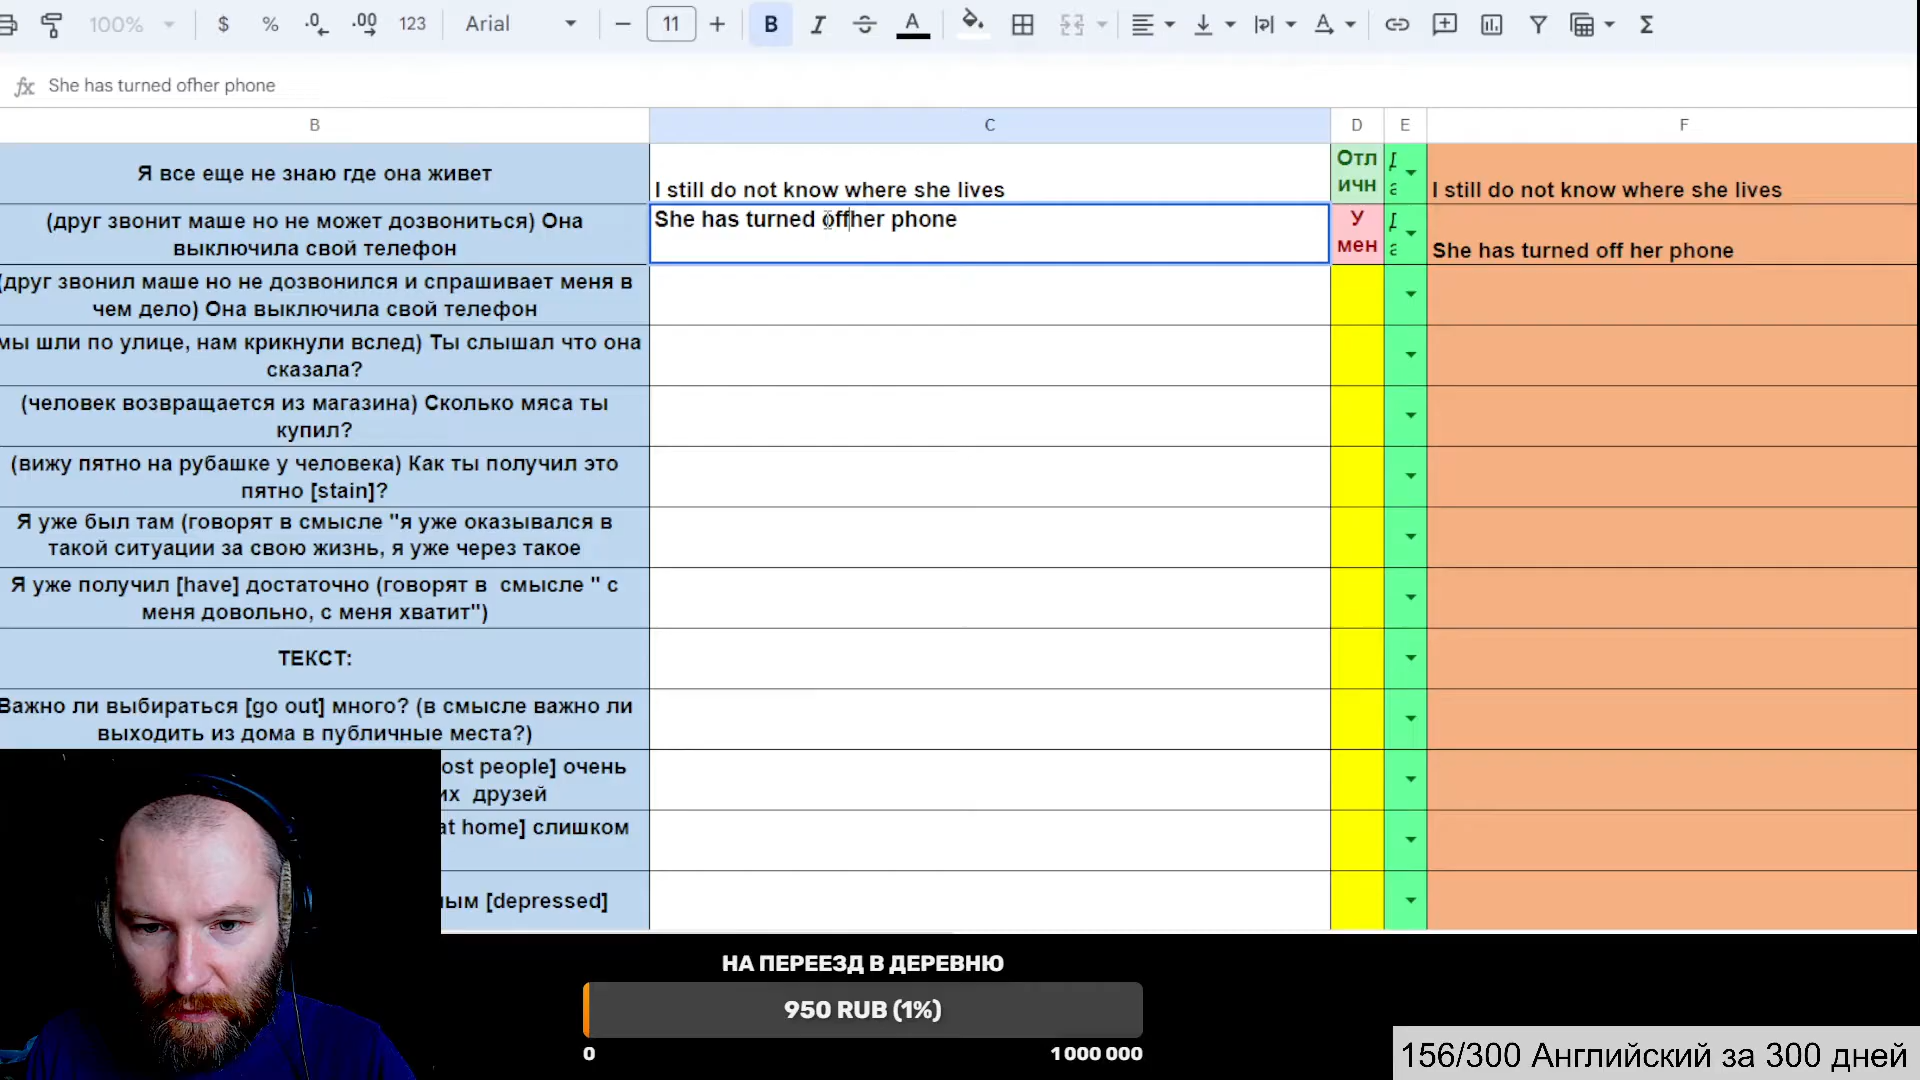 100%
$
%
.0
.00
123
Arial
11
B
I
A
Σ
fx She has turned ofher phone
B
C
D
E
F
Я все еще не знаю где она живет
I still do not know where she lives
Отл
ичн
I still do not know where she lives
(друг звонит маше но не может дозвониться) Она
выключила свой телефон
She has turned offher phone
У
мен
She has turned off her phone
(друг звонил маше но не дозвонился и спрашивает меня в
чем дело) Она выключила свой телефон
мы шли по улице, нам крикнули вслед) Ты слышал что она
сказала?
(человек возвращается из магазина) Сколько мяса ты
купил?
(вижу пятно на рубашке у человека) Как ты получил это
пятно [stain]?
Я уже был там (говорят в смысле "я уже оказывался в
такой ситуации за свою жизнь, я уже через такое
Я уже получил [have] достаточно (говорят в  смысле " с
меня довольно, с меня хватит")
ТЕКСТ:
Важно ли выбираться [go out] много? (в смысле важно ли
выходить из дома в публичные места?)
ost people] очень
их  друзей
at home] слишком
ным [depressed]
НА ПЕРЕЕЗД В ДЕРЕВНЮ
950 RUB (1%)
0
1 000 000
156/300 Английский за 300 дней